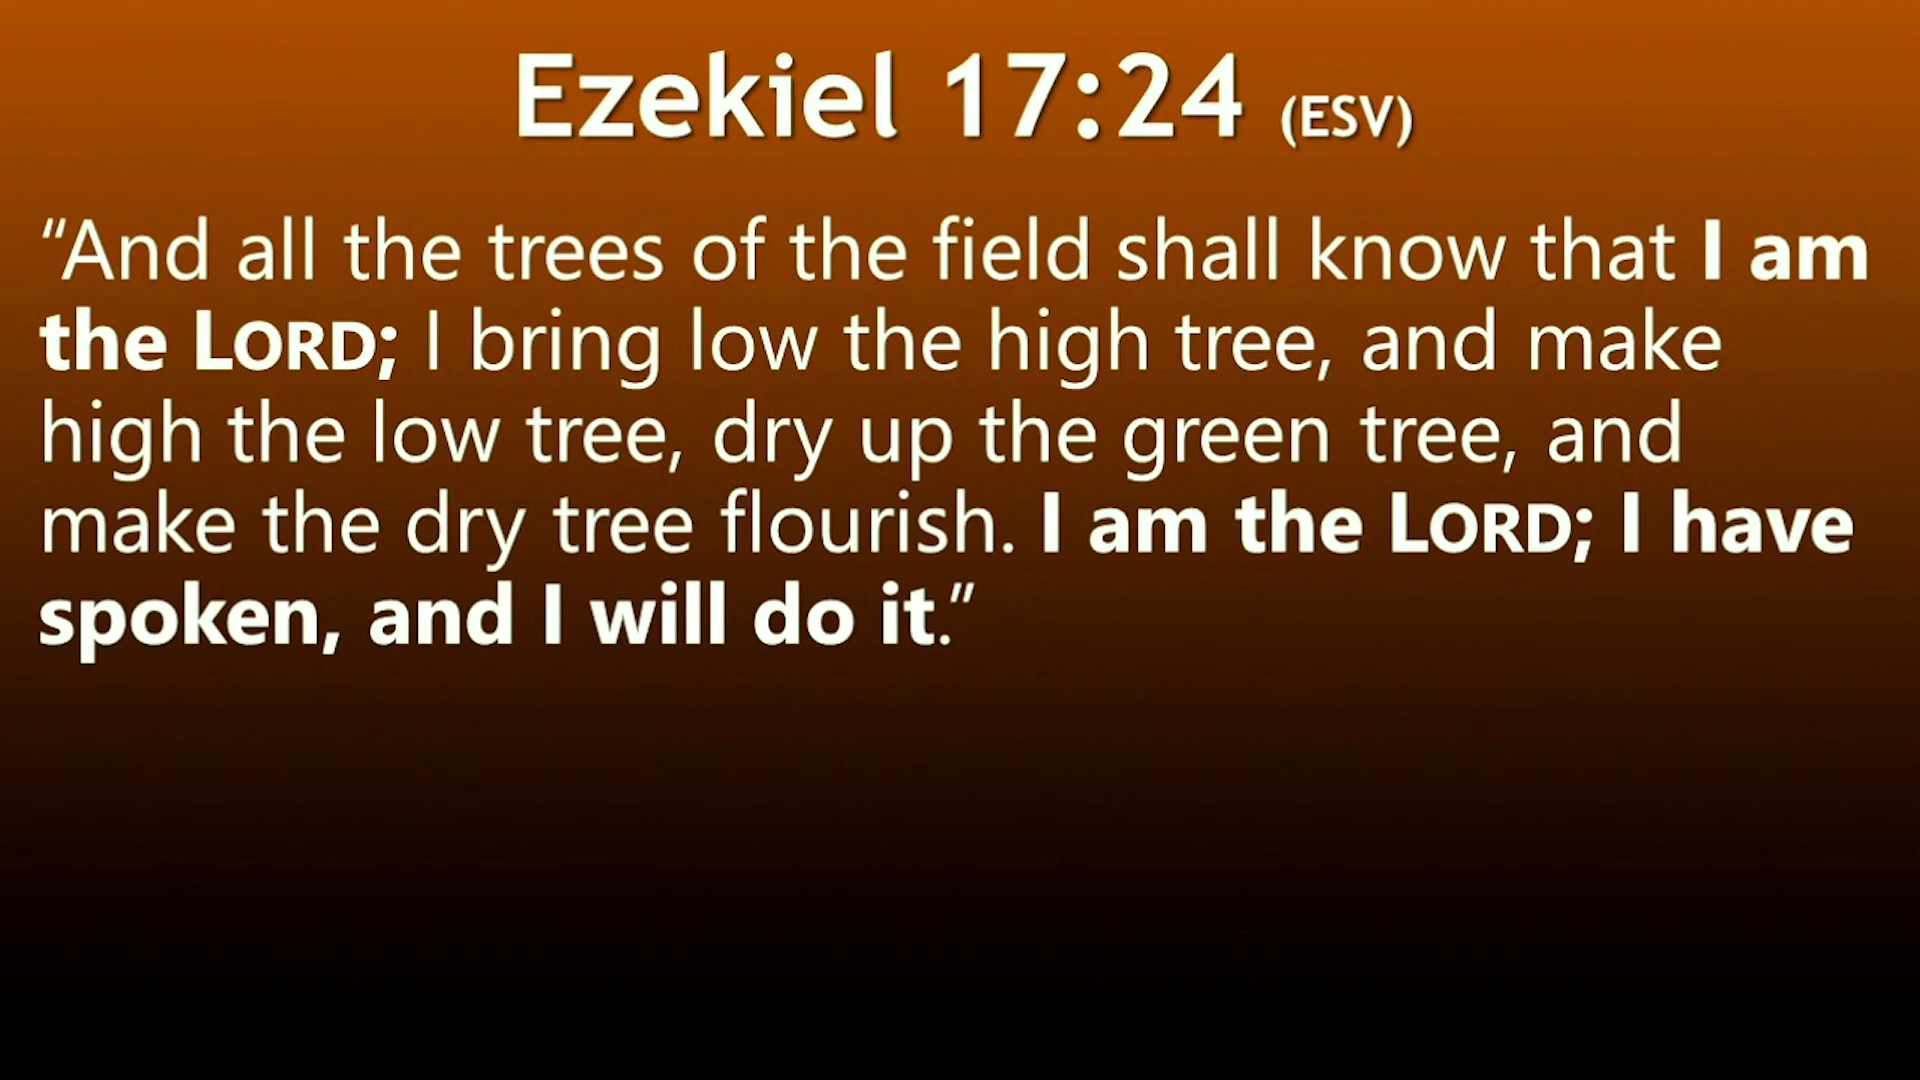 Ezekiel 17:24 (ESV)
“And all the trees of the field shall know that I am
the LORD; I bring low the high tree, and make
high the low tree, dry up the green tree, and
make the dry tree flourish. I am the LORD; I have
spoken, and I will do it.”